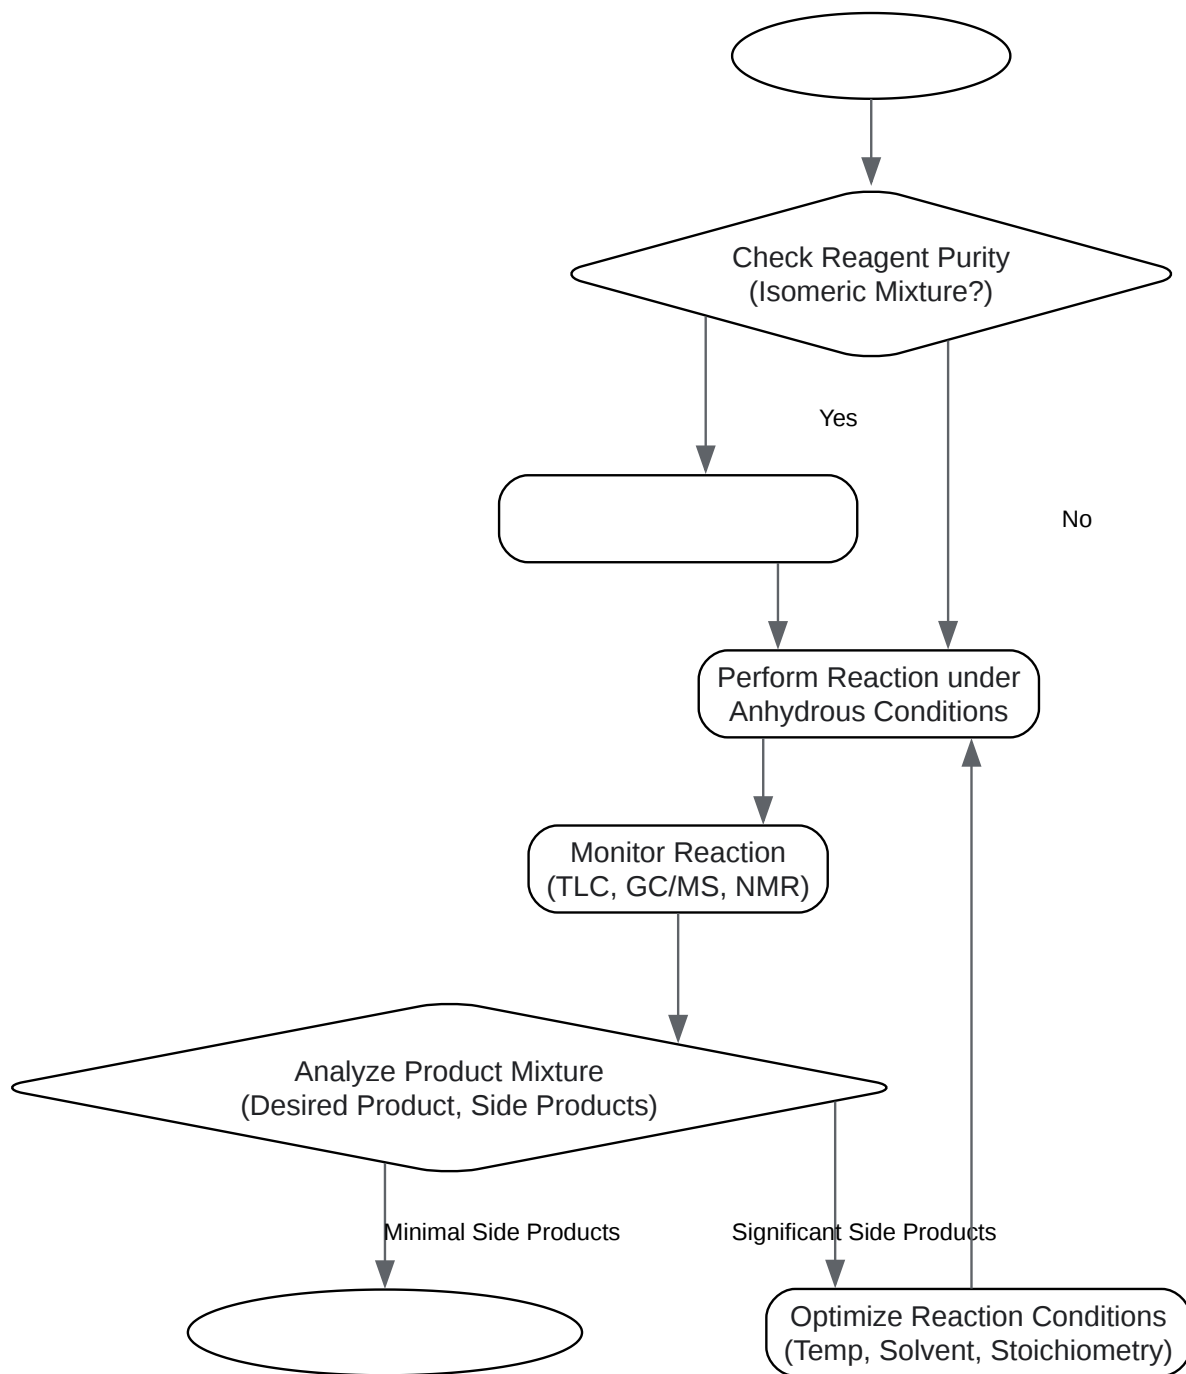 Check Reagent Purity
(Isomeric Mixture?)
Yes
No
Perform Reaction under
Anhydrous Conditions
Monitor Reaction
(TLC, GC/MS, NMR)
Analyze Product Mixture
(Desired Product, Side Products)
Minimal Side Products
Significant Side Products
Optimize Reaction Conditions
(Temp, Solvent, Stoichiometry)